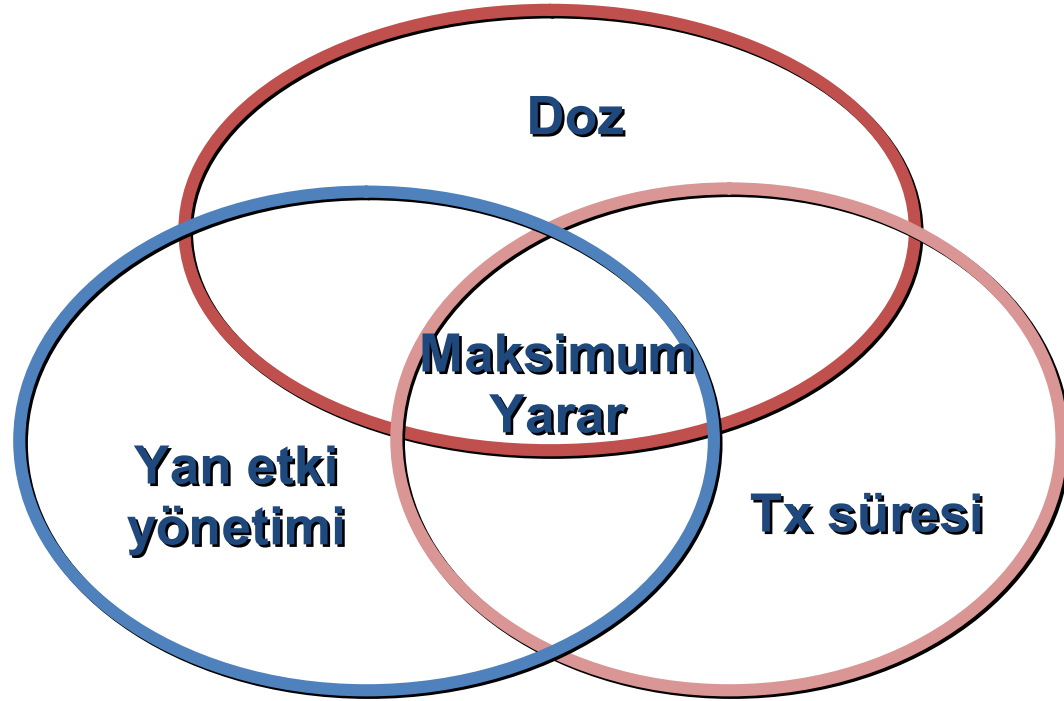 Doz
Maksimum
Yarar
Yan etki
yönetimi
Tx süresi